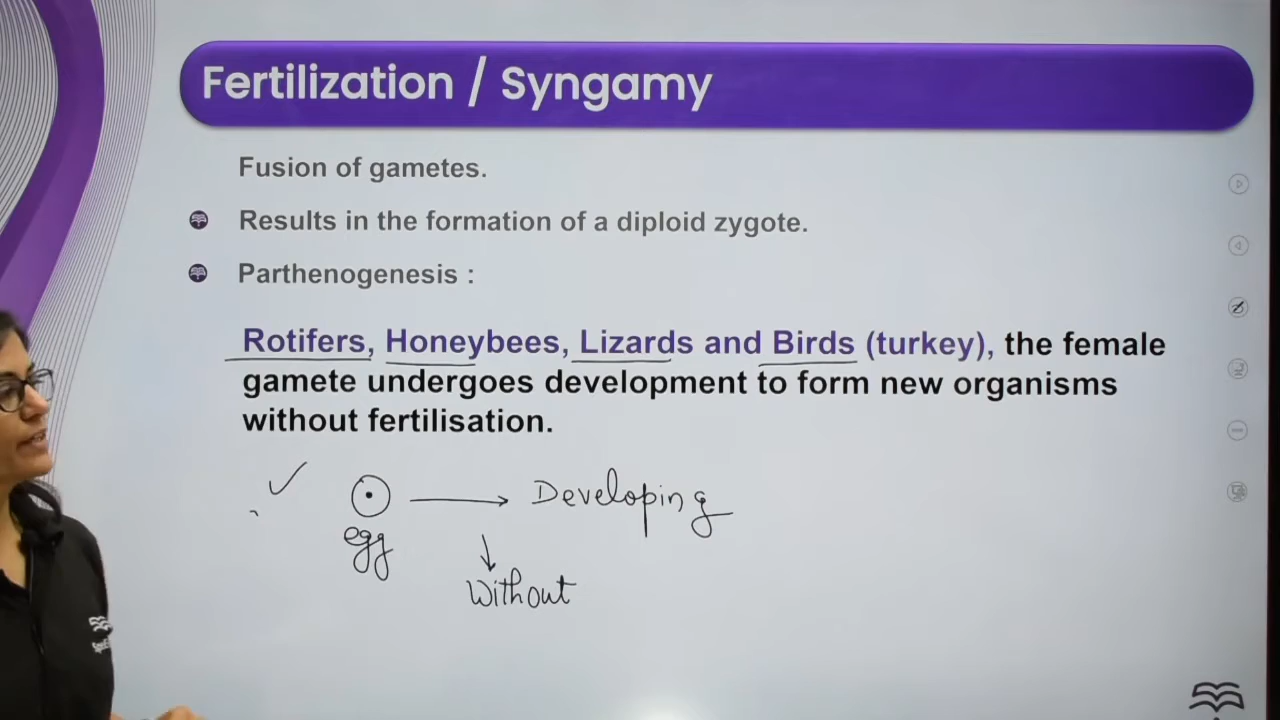 Fertilization / Syngamy
Fusion of gametes.
Results in the formation of a diploid zygote.
Parthenogenesis :
Rotifers, Honeybees, Lizards and Birds (turkey), the female
gamete undergoes development to form new organisms
without fertilisation.
Developing
egg
Without